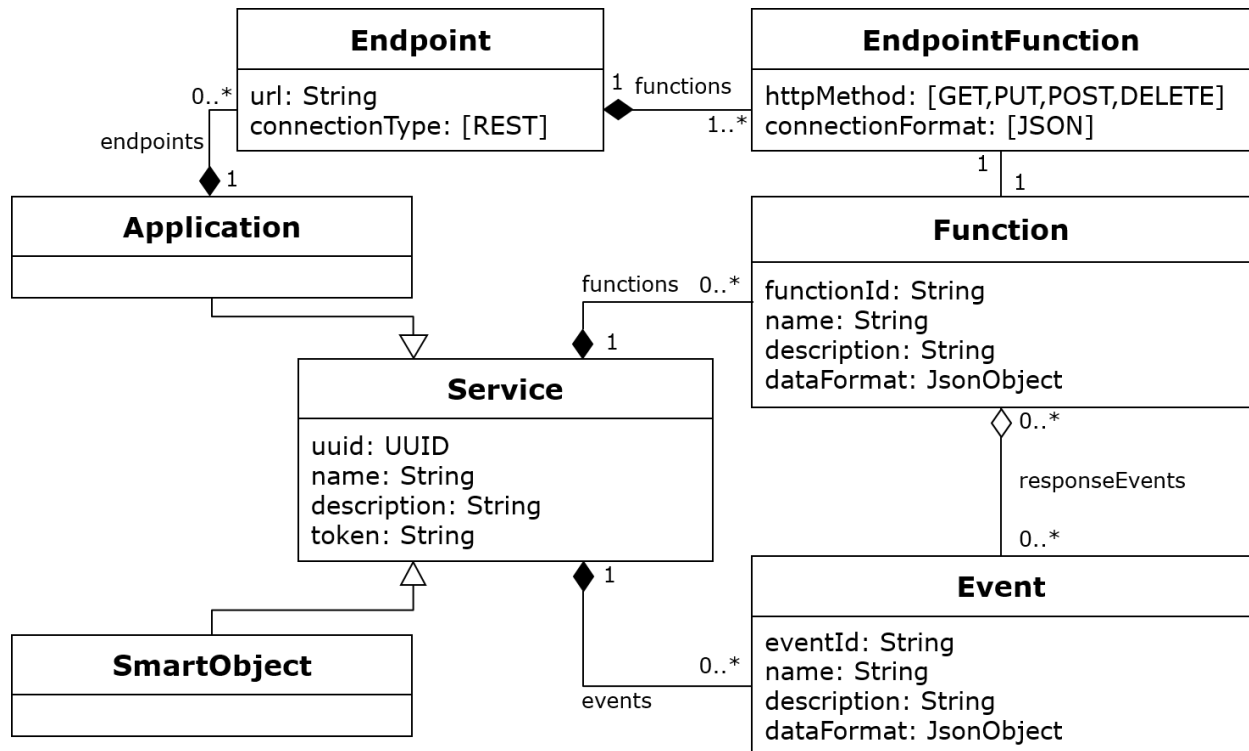 Endpoint
url: String
connectionType: [REST]
1
functions
1..*
EndpointFunction
httpMethod: [GET,PUT,POST,DELETE]
connectionFormat: [JSON]
0..*
endpoints
1
1
1
Application
Function
functionId: String
name: String
description: String
dataFormat: JsonObject
functions
0..*
1
Service
uuid: UUID
name: String
description: String
token: String
0..*
responseEvents
0..*
1
events
0..*
SmartObject
Event
eventId: String
name: String
description: String
dataFormat: JsonObject